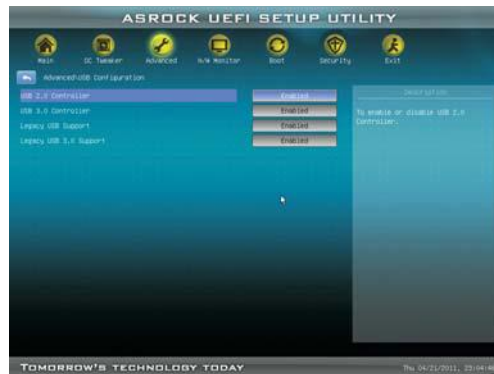 ASROCK UEFI SETUP UTILITY
Main OC Tweaker Advanced H/W Monitor Boot Security Exit
Advanced\USB Configuration
USB 2.0 Controller Enabled
USB 3.0 Controller Enabled
Legacy USB Support Enabled
Legacy USB 3.0 Support Enabled
Description
To enable or disable USB 2.0
Controller.
TOMORROW'S TECHNOLOGY TODAY
Thu 04/21/2011,